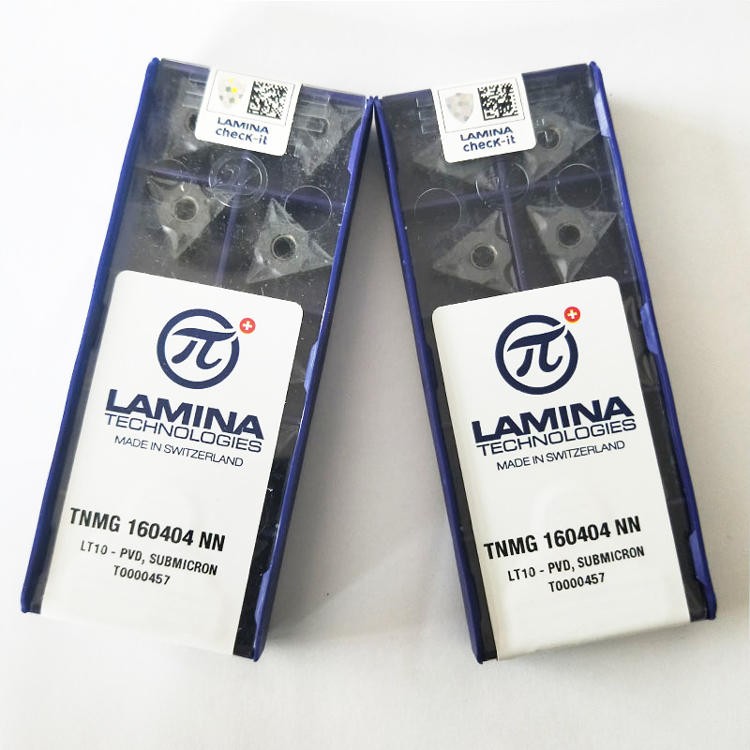 LAMINA
check-it
π
LAMINA
TECHNOLOGIES
MADE IN SWITZERLAND
TNMG 160404 NN
LT10 - PVD, SUBMICRON
T0000457
LAMINA
check-it
π
LAMINA
TECHNOLOGIES
MADE IN SWITZERLAND
TNMG 160404 NN
LT10 - PVD, SUBMICRON
T0000457